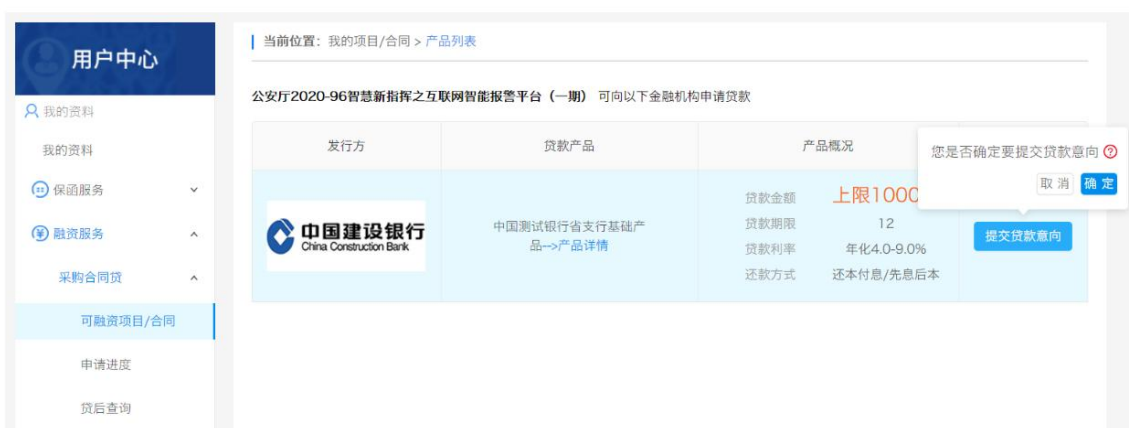 用户中心
我的资料
我的资料
保函服务
融资服务
采购合同贷
可融资项目/合同
申请进度
贷后查询
当前位置：我的项目/合同 > 产品列表
公安厅2020-96智慧新指挥之互联网智能报警平台（一期） 可向以下金融机构申请贷款
发行方 贷款产品 产品概况
您是否确定要提交贷款意向
取 消 确 定
中国建设银行
China Construction Bank
中国测试银行省支行基础产
品-->产品详情
贷款金额 上限1000
贷款期限 12
贷款利率 年化4.0-9.0%
还款方式 还本付息/先息后本
提交贷款意向